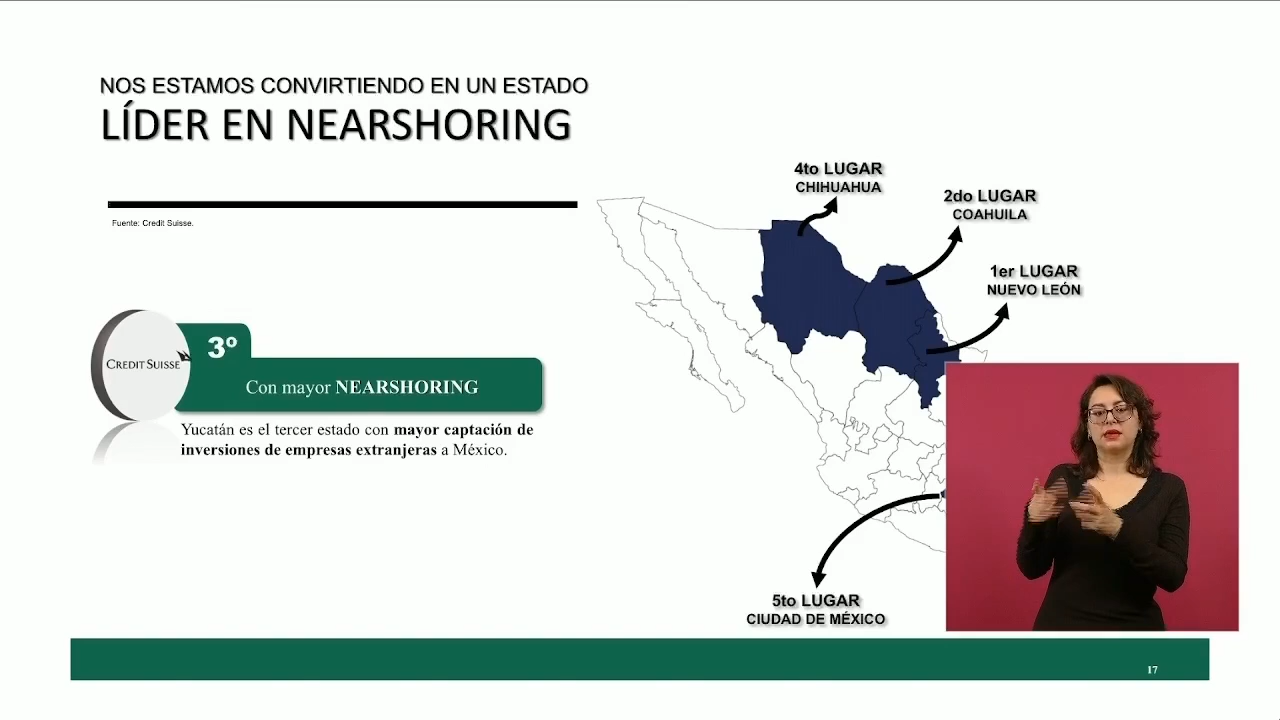 NOS ESTAMOS CONVIRTIENDO EN UN ESTADO
LÍDER EN NEARSHORING
Fuente: Credit Suisse.
CREDIT SUISSE
3º
Con mayor NEARSHORING
Yucatán es el tercer estado con mayor captación de
inversiones de empresas extranjeras a México.
4to LUGAR
CHIHUAHUA
2do LUGAR
COAHUILA
1er LUGAR
NUEVO LEÓN
5to LUGAR
CIUDAD DE MÉXICO
17